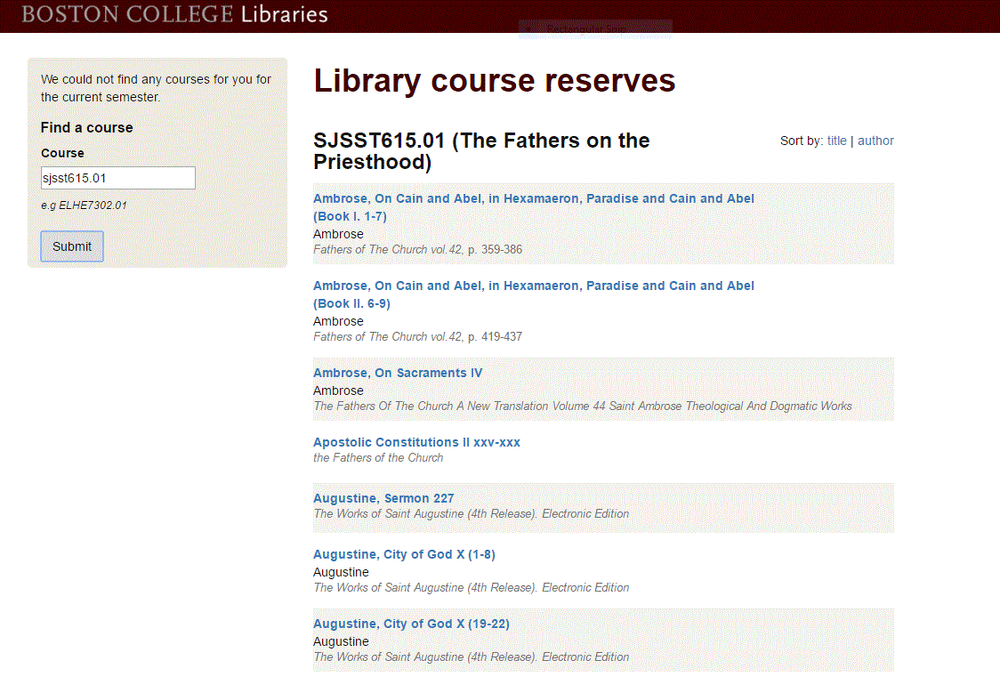 BOSTON COLLEGE Libraries
Rectangular Snip
We could not find any courses for you for
the current semester.
Find a course
Course
sjsst615.01
e.g ELHE7302.01
Submit
Library course reserves
SJSST615.01 (The Fathers on the
Priesthood)
Sort by: title | author
Ambrose, On Cain and Abel, in Hexamaeron, Paradise and Cain and Abel
(Book I. 1-7)
Ambrose
Fathers of The Church vol.42, p. 359-386
Ambrose, On Cain and Abel, in Hexamaeron, Paradise and Cain and Abel
(Book II. 6-9)
Ambrose
Fathers of The Church vol.42, p. 419-437
Ambrose, On Sacraments IV
Ambrose
The Fathers Of The Church A New Translation Volume 44 Saint Ambrose Theological And Dogmatic Works
Apostolic Constitutions II xxv-xxx
the Fathers of the Church
Augustine, Sermon 227
The Works of Saint Augustine (4th Release). Electronic Edition
Augustine, City of God X (1-8)
Augustine
The Works of Saint Augustine (4th Release). Electronic Edition
Augustine, City of God X (19-22)
Augustine
The Works of Saint Augustine (4th Release). Electronic Edition